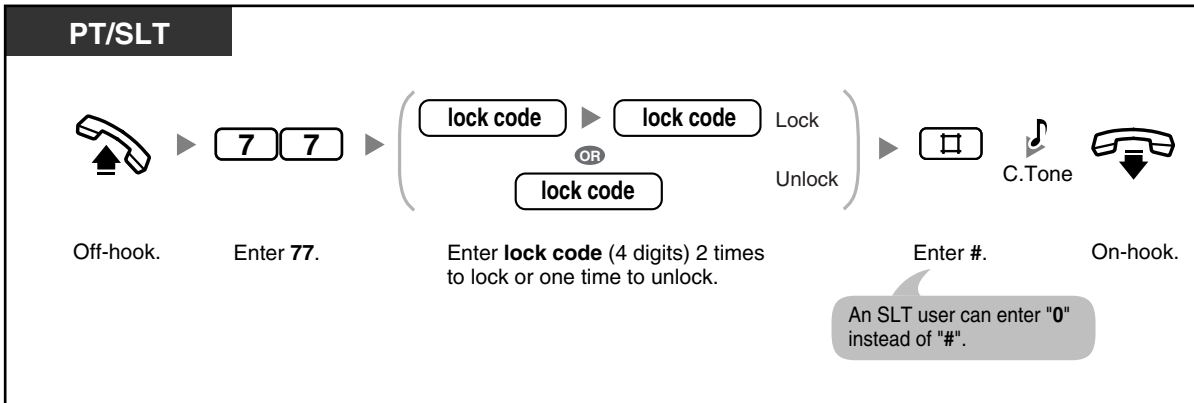 PT/SLT
7 7
lock code lock code Lock
OR
lock code Unlock
#
C.Tone
Off-hook.
Enter 77.
Enter lock code (4 digits) 2 times
to lock or one time to unlock.
Enter #.
On-hook.
An SLT user can enter "0"
instead of "#".